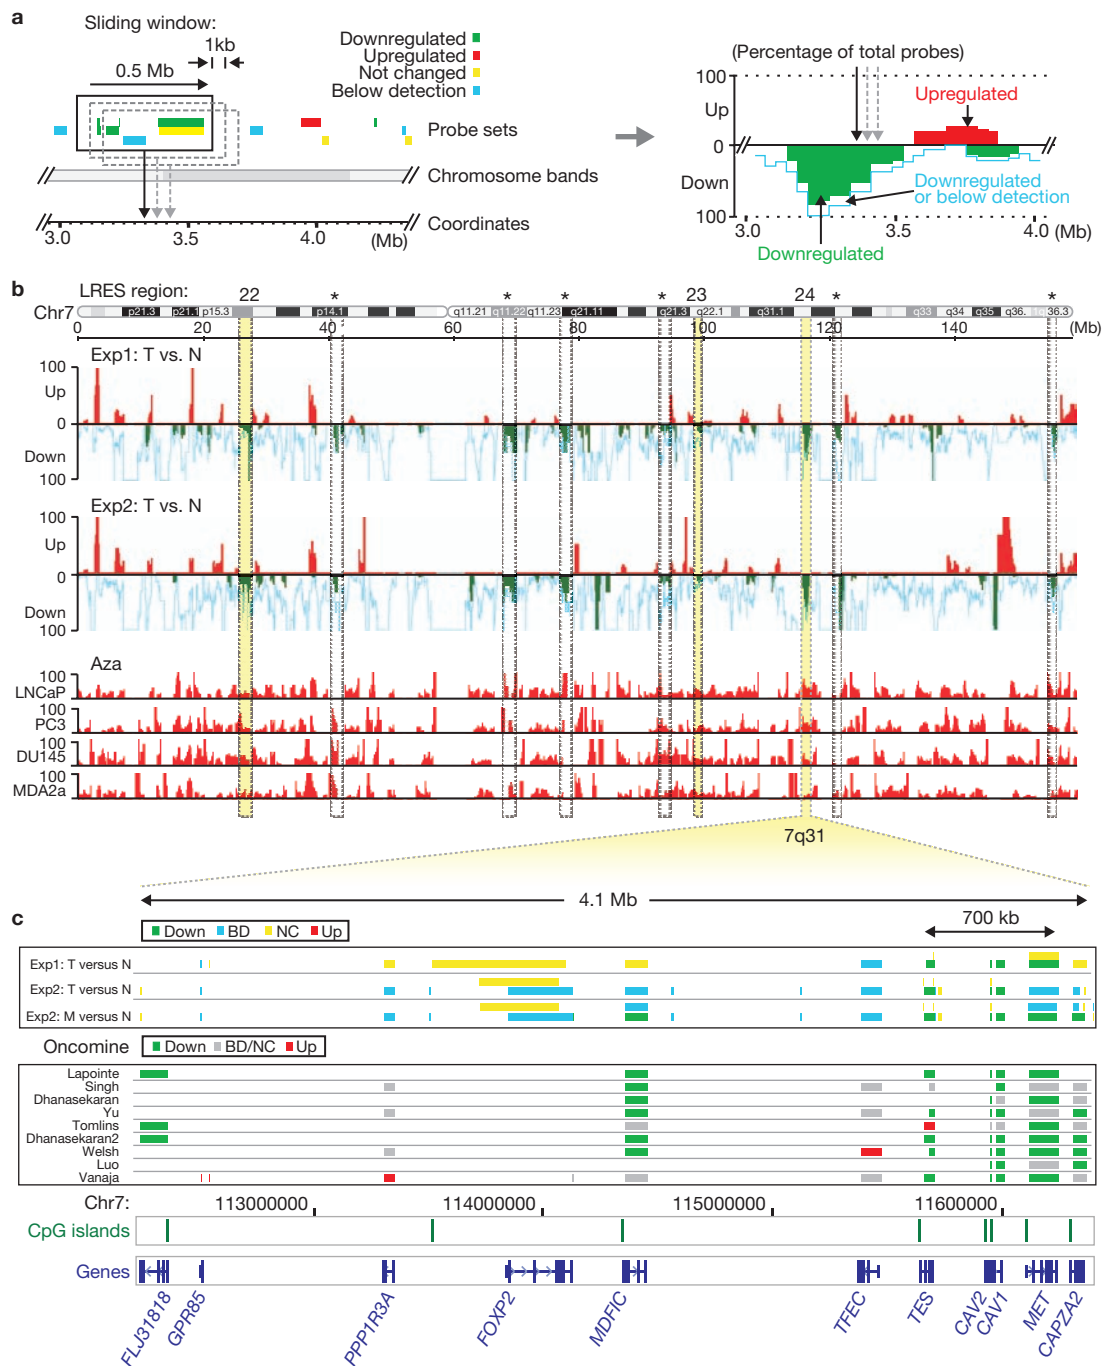 a
Sliding window:
1kb
0.5 Mb
Downregulated
Upregulated
Not changed
Below detection
Probe sets
Chromosome bands
Coordinates
3.0 3.5 4.0 (Mb)
(Percentage of total probes)
100
Up
0
Down
100
Upregulated
Downregulated
or below detection
Downregulated
3.0 3.5 4.0 (Mb)
b
LRES region: 22 * * * * 23 24 * *
Chr7 p21.3 p21.1 p15.3 p14.1 q11.21 q11.22 q11.23 q21.11 q21.3 q22.1 q31.1 q33 q34 q35 q36. 36.3
0 20 40 60 80 100 120 140 (Mb)
Exp1: T vs. N
100
Up
0
Down
100
Exp2: T vs. N
100
Up
0
Down
100
Aza
100
LNCaP
100
PC3
100
DU145
100
MDA2a
7q31
4.1 Mb
c
Down BD NC Up
700 kb
Exp1: T versus N
Exp2: T versus N
Exp2: M versus N
Oncomine
Down BD/NC Up
Lapointe
Singh
Dhanasekaran
Yu
Tomlins
Dhanasekaran2
Welsh
Luo
Vanaja
Chr7: 113000000 114000000 115000000 11600000
CpG islands
Genes
FLJ31818 GPR85 PPP1R3A FOXP2 MDFIC TFEC TES CAV2 CAV1 MET CAPZA2